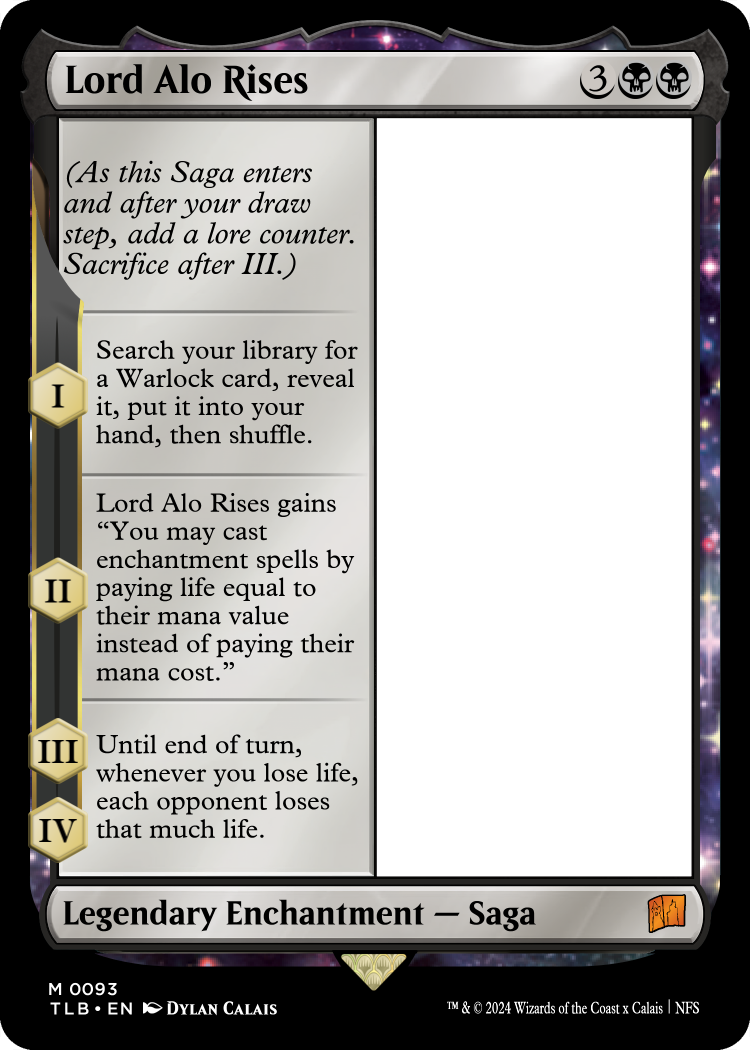 Lord Alo Rises 3
(As this Saga enters
and after your draw
step, add a lore counter.
Sacrifice after III.)
I
Search your library for
a Warlock card, reveal
it, put it into your
hand, then shuffle.
II
Lord Alo Rises gains
“You may cast
enchantment spells by
paying life equal to
their mana value
instead of paying their
mana cost.”
III
IV
Until end of turn,
whenever you lose life,
each opponent loses
that much life.
Legendary Enchantment — Saga
M 0093
TLB • EN Dylan Calais
™ & © 2024 Wizards of the Coast x Calais | NFS